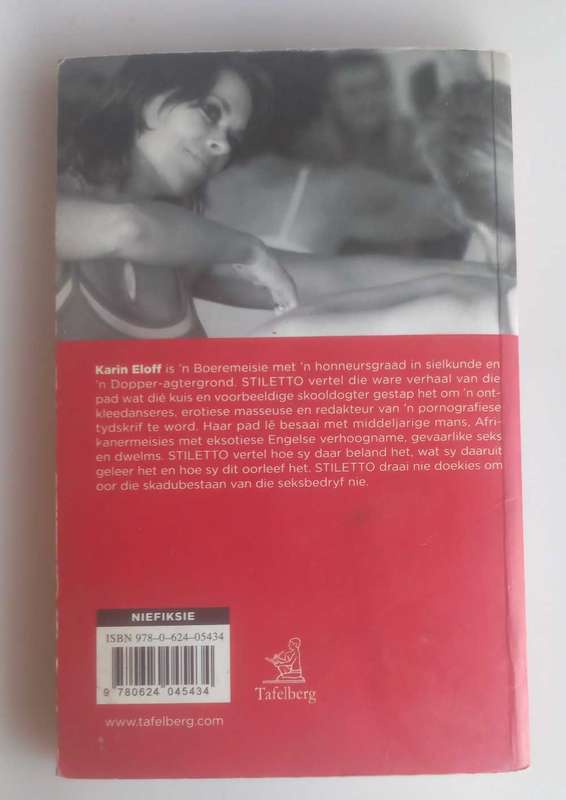 Karin Eloff is 'n Boeremeisie met 'n honneursgraad in sielkunde en
'n Dopper-agtergrond. STILETTO vertel die ware verhaal van die
pad wat dié kuis en voorbeeldige skooldogter gestap het om 'n ont-
kleedanseres, erotiese masseuse en redakteur van 'n pornografiese
tydskrif te word. Haar pad lê besaai met middeljarige mans, Afri-
kanermeisies met eksotiese Engelse verhoogname, gevaarlike seks
en dwelms. STILETTO vertel hoe sy daar beland het, wat sy daaruit
geleer het en hoe sy dit oorleef het. STILETTO draai nie doekies om
oor die skadubestaan van die seksbedryf nie.
NIEFIKSIE
ISBN 978-0-624-05434
9 780624 045434
Tafelberg
www.tafelberg.com